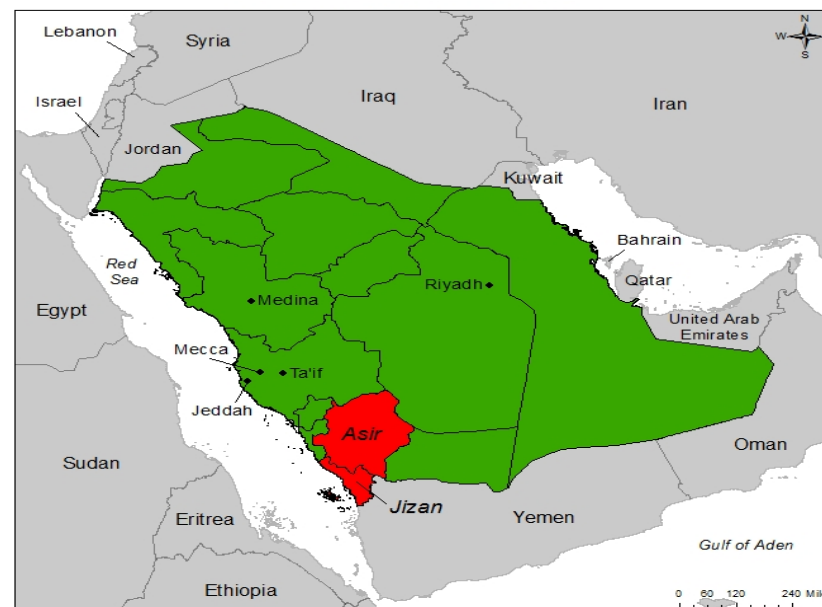 Lebanon
Syria
N
W
E
S
Israel
Iraq
Iran
Jordan
Kuwait
Bahrain
Red
Sea
Riyadh
Qatar
Medina
Egypt
United Arab
Emirates
Mecca
Ta'if
Jeddah
Asir
Oman
Sudan
Jizan
Eritrea
Yemen
Gulf of Aden
Ethiopia
0 60 120 240 Mil